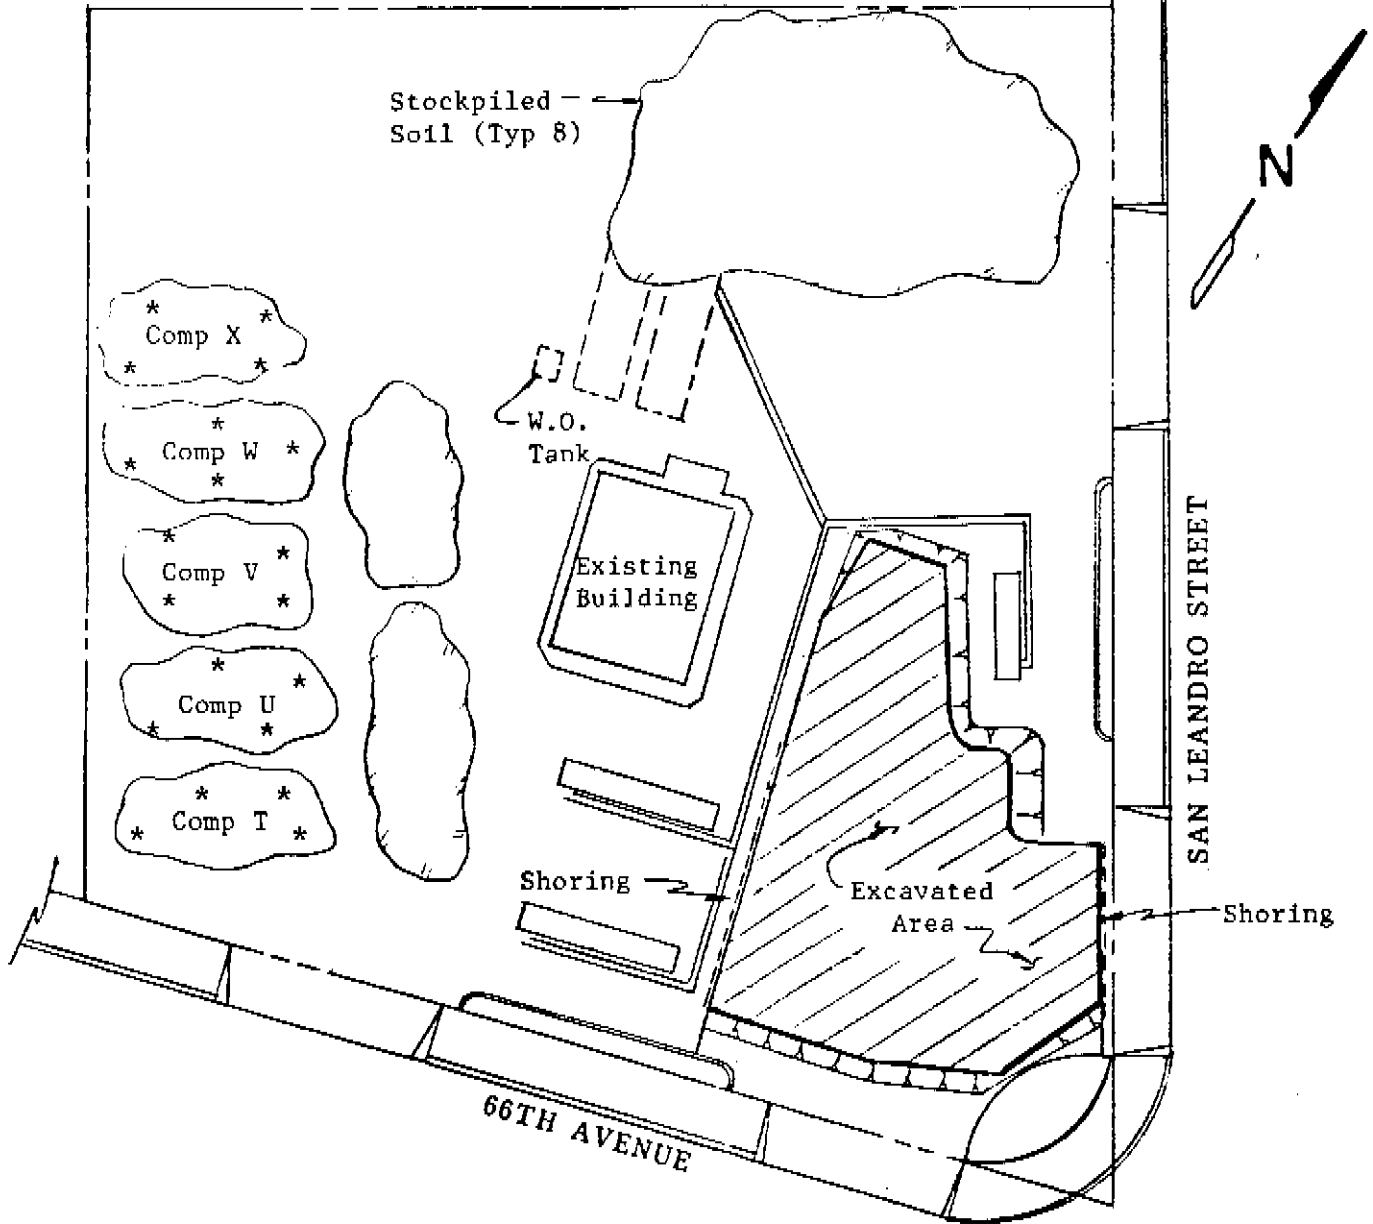 Stockpiled
Soil (Typ 8)
N
Comp X
* * * *
Comp W
* * * *
Comp V
* * * *
Comp U
* * * *
Comp T
* * * *
W.O.
Tank
Existing
Building
SAN LEANDRO STREET
Shoring
Excavated
Area
Shoring
66TH AVENUE